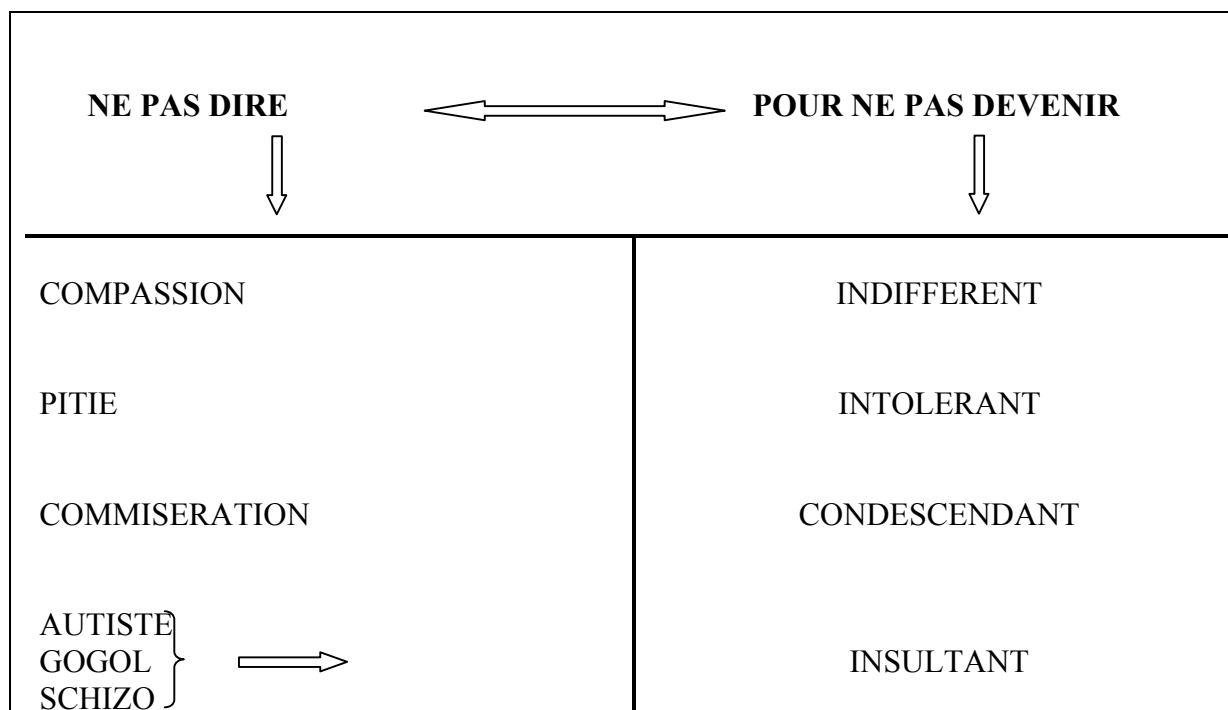 NE PAS DIRE POUR NE PAS DEVENIR
COMPASSION INDIFFERENT
PITIE INTOLERANT
COMMISERATION CONDESCENDANT
AUTISTE
GOGOL INSULTANT
SCHIZO